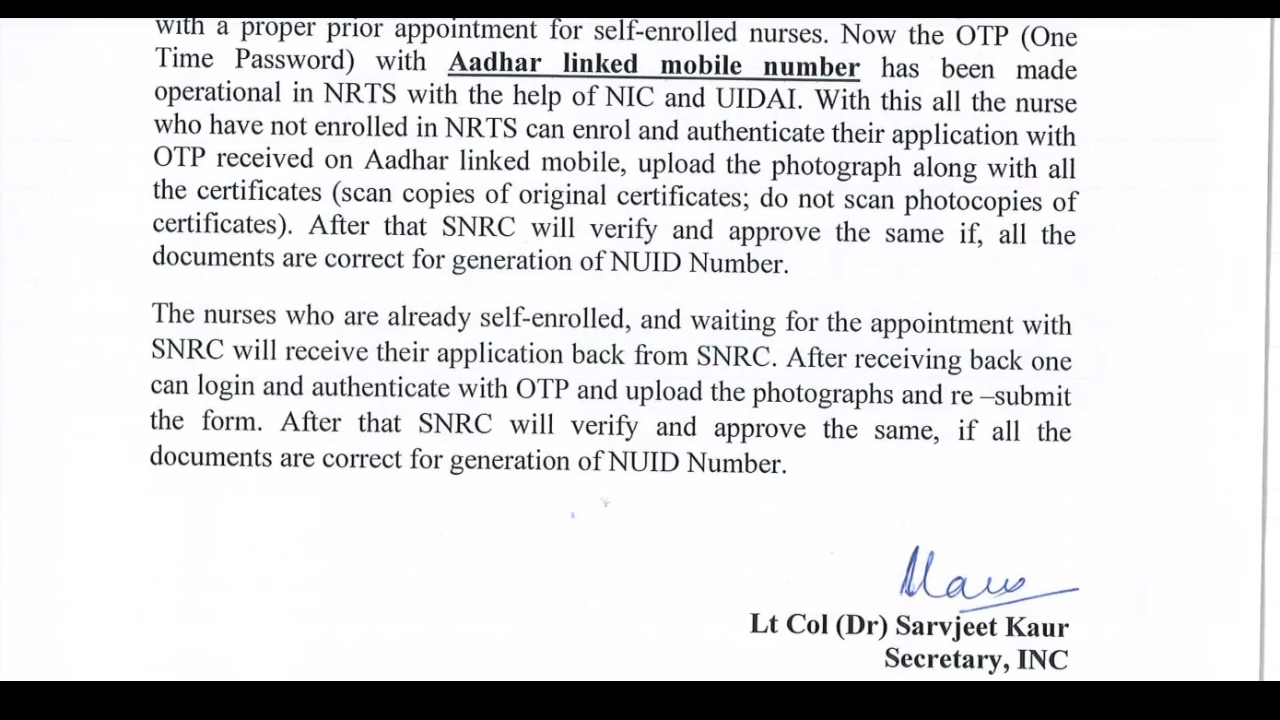 with a proper prior appointment for self-enrolled nurses. Now the OTP (One
Time Password) with Aadhar linked mobile number has been made
operational in NRTS with the help of NIC and UIDAI. With this all the nurse
who have not enrolled in NRTS can enrol and authenticate their application with
OTP received on Aadhar linked mobile, upload the photograph along with all
the certificates (scan copies of original certificates; do not scan photocopies of
certificates). After that SNRC will verify and approve the same if, all the
documents are correct for generation of NUID Number.
The nurses who are already self-enrolled, and waiting for the appointment with
SNRC will receive their application back from SNRC. After receiving back one
can login and authenticate with OTP and upload the photographs and re –submit
the form. After that SNRC will verify and approve the same, if all the
documents are correct for generation of NUID Number.
Lt Col (Dr) Sarvjeet Kaur
Secretary, INC